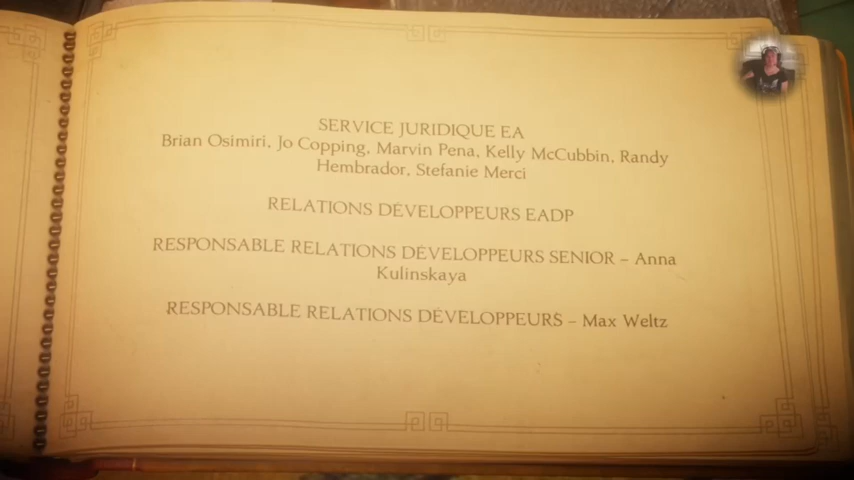 SERVICE JURIDIQUE EA
Brian Osimiri, Jo Copping, Marvin Pena, Kelly McCubbin, Randy
Hembrador, Stefanie Merci
RELATIONS DÉVELOPPEURS EADP
RESPONSABLE RELATIONS DÉVELOPPEURS SENIOR – Anna
Kulinskaya
RESPONSABLE RELATIONS DÉVELOPPEURS – Max Weltz